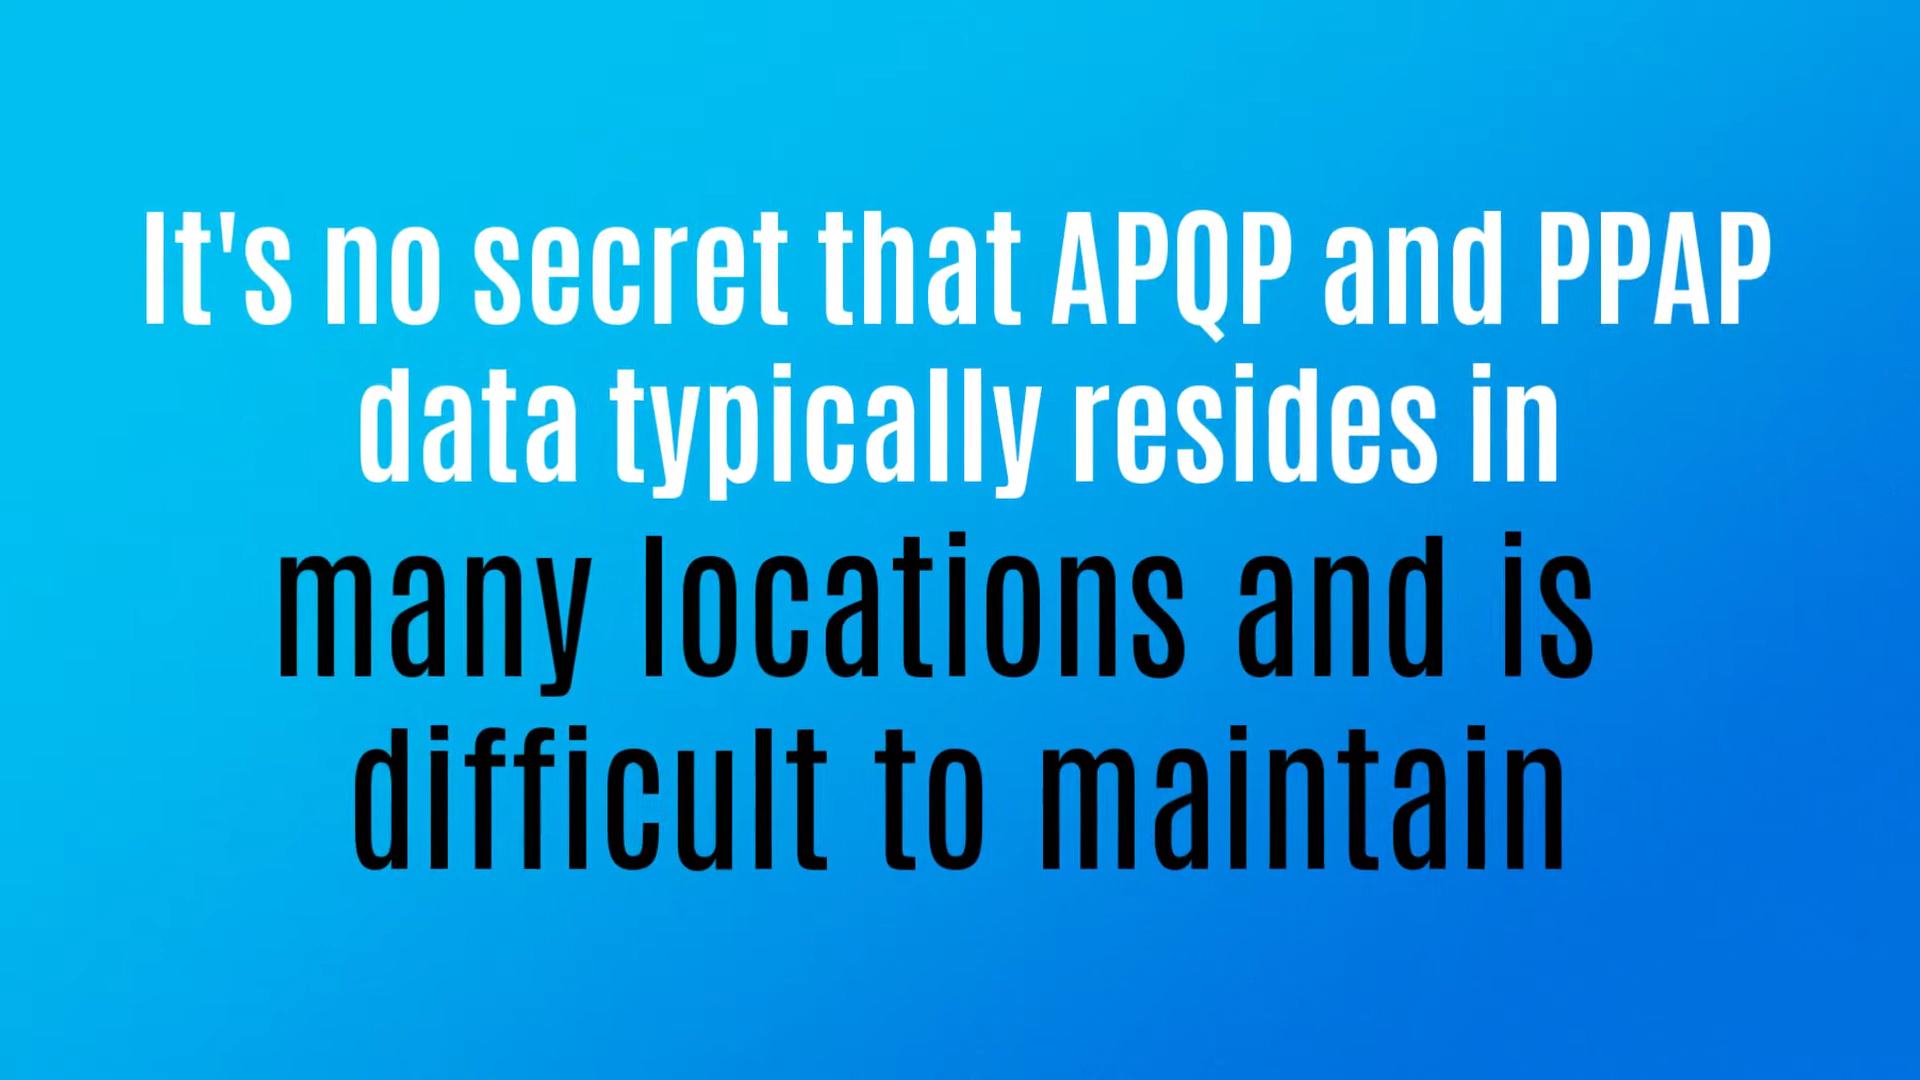 It's no secret that APQP and PPAP
data typically resides in
many locations and is
difficult to maintain